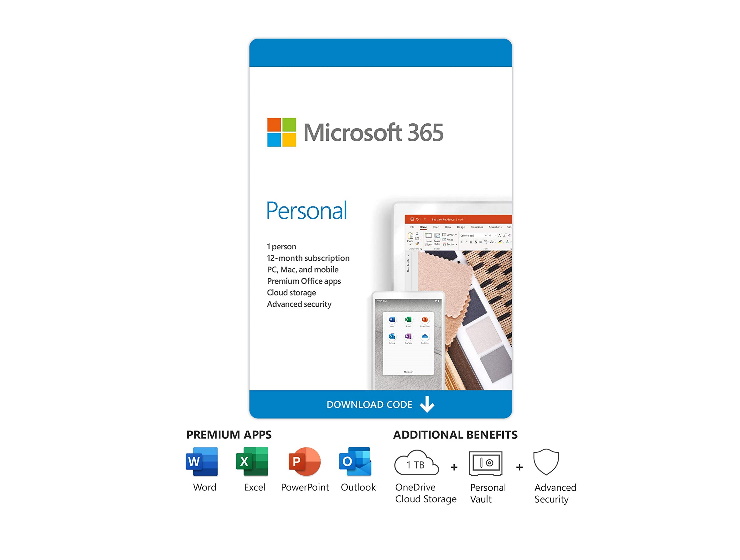 Microsoft 365
Personal
1 person
12-month subscription
PC, Mac, and mobile
Premium Office apps
Cloud storage
Advanced security
DOWNLOAD CODE
PREMIUM APPS
ADDITIONAL BENEFITS
W
X
P
O
1 TB
+
+
Word
Excel
PowerPoint
Outlook
OneDrive
Cloud Storage
Personal
Vault
Advanced
Security